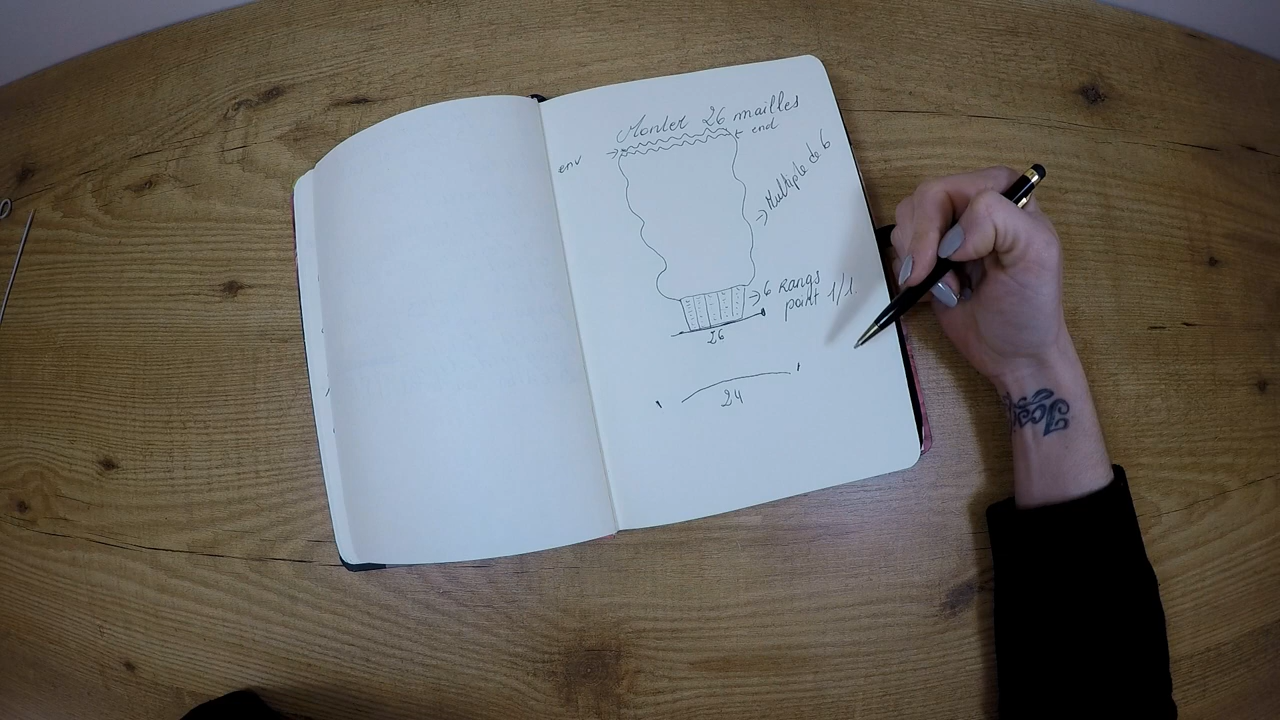 Monter 26 mailles
env
end
Multiple de 6
6 Rangs
point 1/1.
26
24